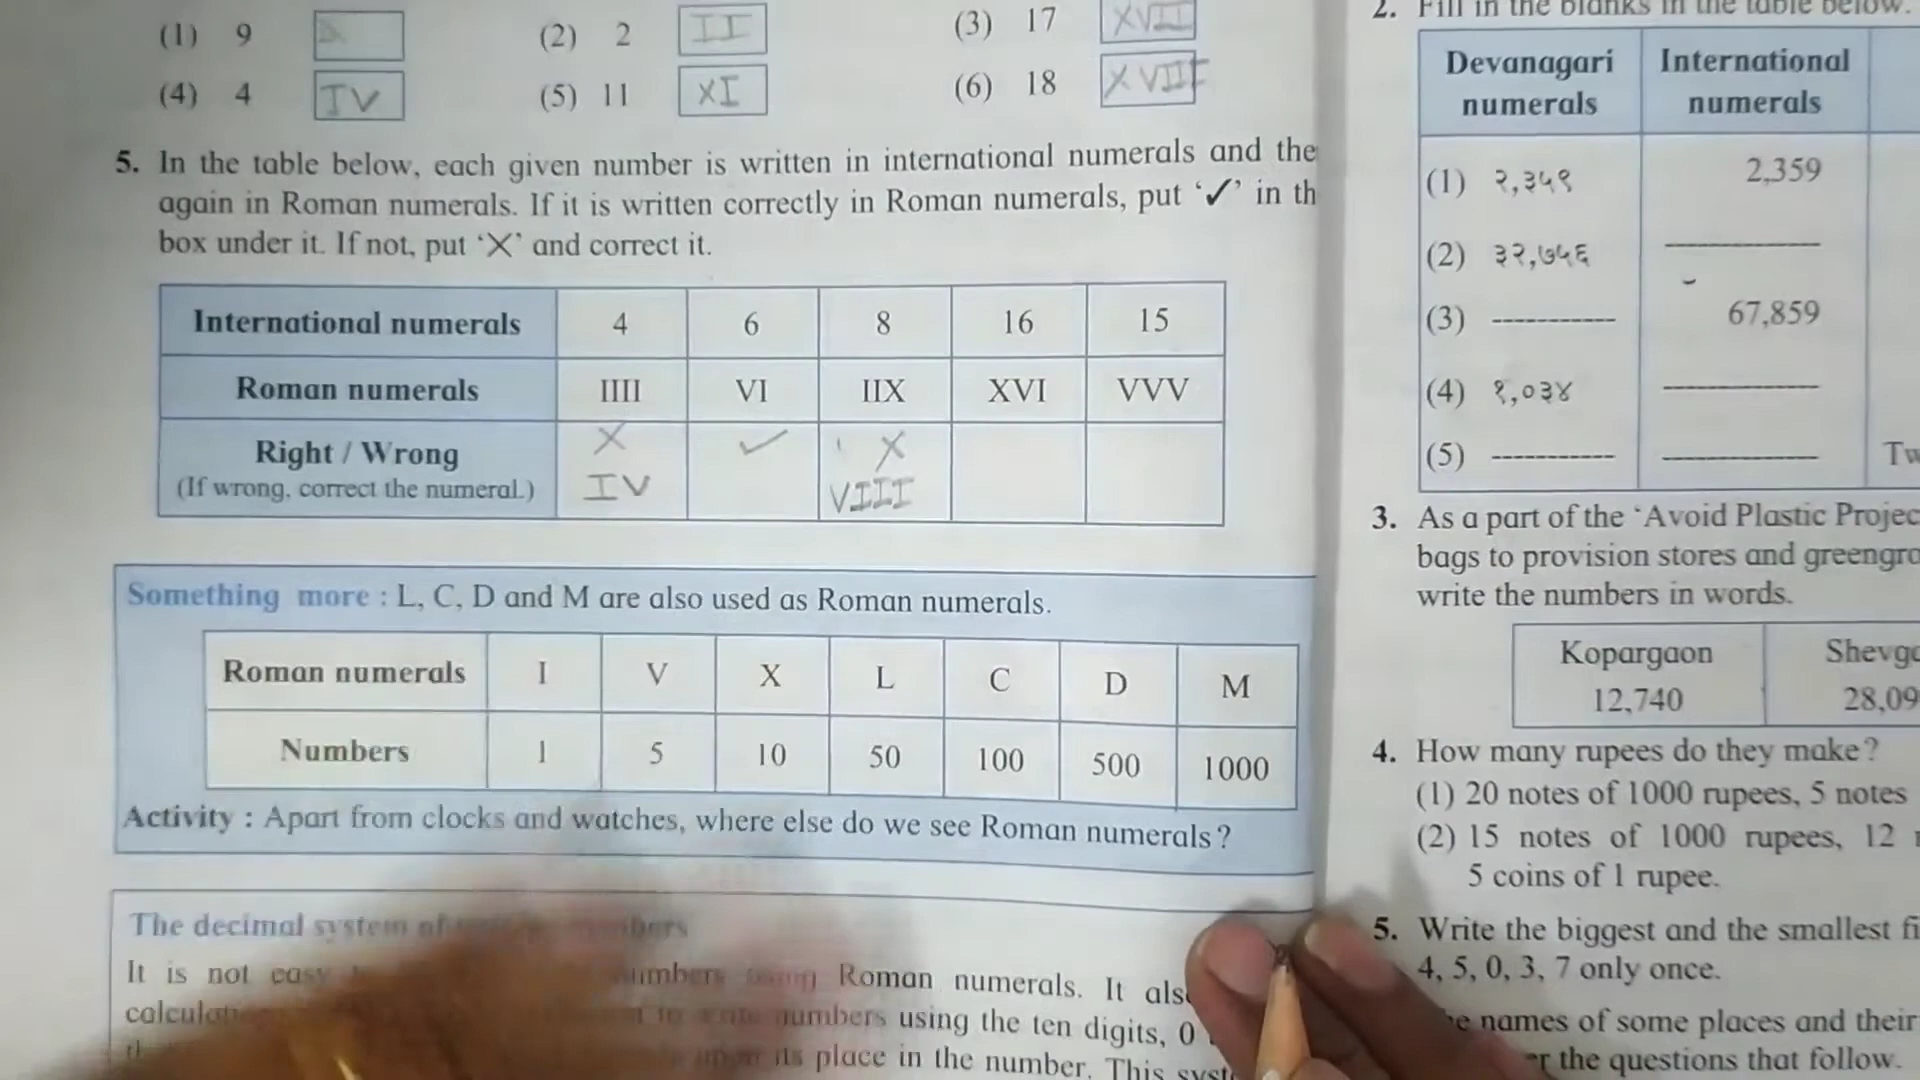 (1) 9 (2) 2 II (3) 17 XVII
(4) 4 IV (5) 11 XI (6) 18 XVIII
5. In the table below, each given number is written in international numerals and the
again in Roman numerals. If it is written correctly in Roman numerals, put ‘✓’ in th
box under it. If not, put ‘X’ and correct it.
International numerals 4 6 8 16 15
Roman numerals IIII VI IIX XVI VVV
Right / Wrong X ✓ X
(If wrong, correct the numeral.) IV VIII
Something more : L, C, D and M are also used as Roman numerals.
Roman numerals I V X L C D M
Numbers 1 5 10 50 100 500 1000
Activity : Apart from clocks and watches, where else do we see Roman numerals?
The decimal system of
It is not easy numbers using Roman numerals. It als
numbers using the ten digits, 0
its place in the number. This syst
2. Fill in the blanks in the table below.
Devanagari International
numerals numerals
(1) २,३५९ 2,359
(2) ३२,७५६
(3) 67,859
(4) १,०३४
(5) Tw
3. As a part of the ‘Avoid Plastic Projec
bags to provision stores and greengro
write the numbers in words.
Kopargaon Shevga
12,740 28,09
4. How many rupees do they make?
(1) 20 notes of 1000 rupees, 5 notes
(2) 15 notes of 1000 rupees, 12
5 coins of 1 rupee.
5. Write the biggest and the smallest fi
4, 5, 0, 3, 7 only once.
e names of some places and their
er the questions that follow.